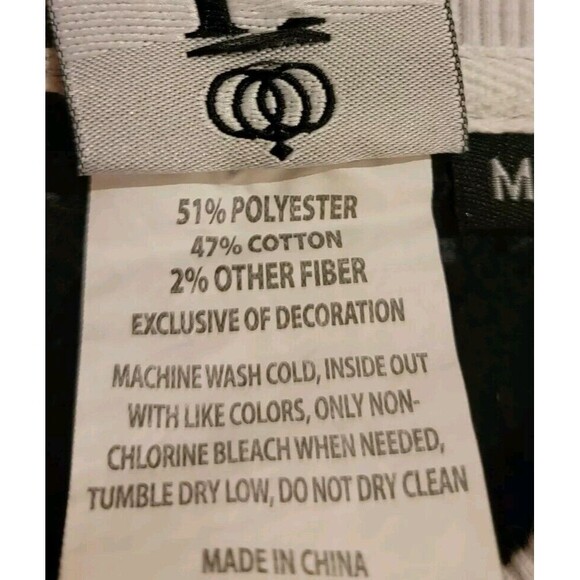 L
M
51% POLYESTER
47% COTTON
2% OTHER FIBER
EXCLUSIVE OF DECORATION
MACHINE WASH COLD, INSIDE OUT
WITH LIKE COLORS, ONLY NON-
CHLORINE BLEACH WHEN NEEDED,
TUMBLE DRY LOW, DO NOT DRY CLEAN
MADE IN CHINA